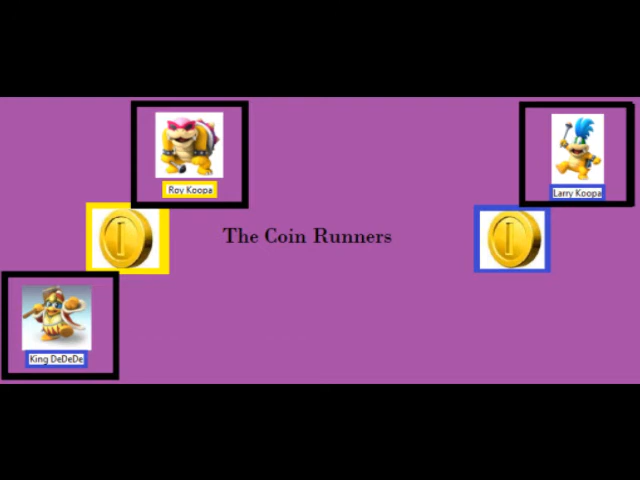 Roy Koopa
Larry Koopa
The Coin Runners
King DeDeDe